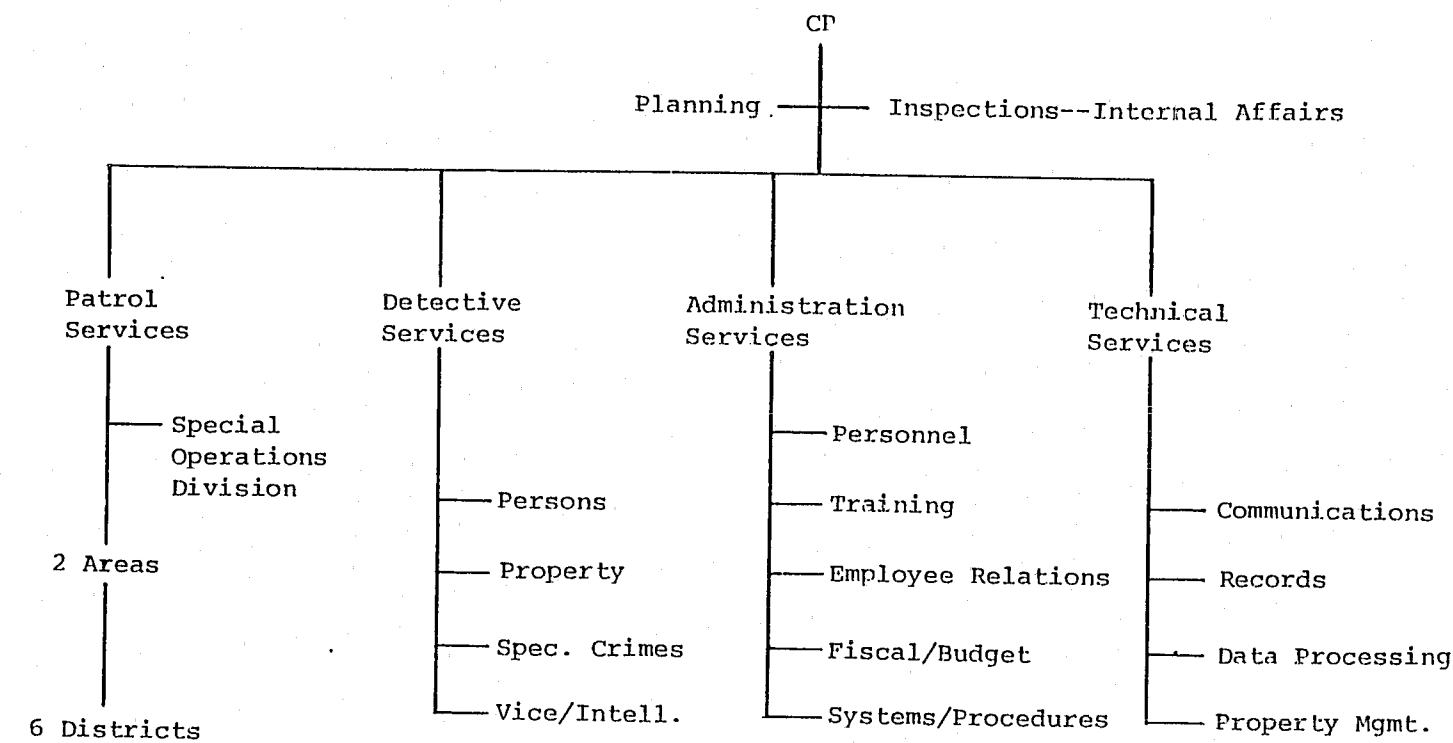 CP
Planning
Inspections--Internal Affairs
Patrol
Services
Detective
Services
Administration
Services
Technical
Services
Special
Operations
Division
2 Areas
6 Districts
Persons
Property
Spec. Crimes
Vice/Intell.
Personnel
Training
Employee Relations
Fiscal/Budget
Systems/Procedures
Communications
Records
Data Processing
Property Mgmt.